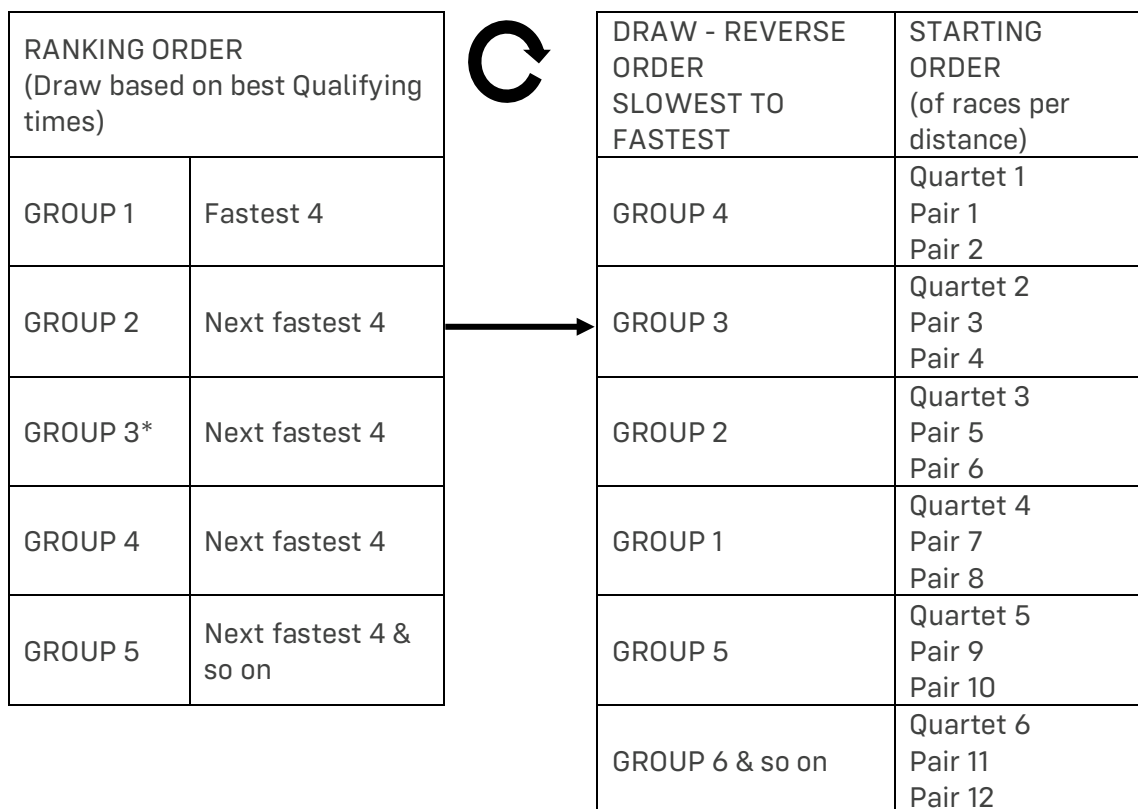 RANKING ORDER
(Draw based on best Qualifying
times)
GROUP 1
Fastest 4
GROUP 2
Next fastest 4
GROUP 3*
Next fastest 4
GROUP 4
Next fastest 4
GROUP 5
Next fastest 4 &
so on
DRAW - REVERSE
ORDER
SLOWEST TO
FASTEST
STARTING
ORDER
(of races per
distance)
GROUP 4
Quartet 1
Pair 1
Pair 2
GROUP 3
Quartet 2
Pair 3
Pair 4
GROUP 2
Quartet 3
Pair 5
Pair 6
GROUP 1
Quartet 4
Pair 7
Pair 8
GROUP 5
Quartet 5
Pair 9
Pair 10
GROUP 6 & so on
Quartet 6
Pair 11
Pair 12